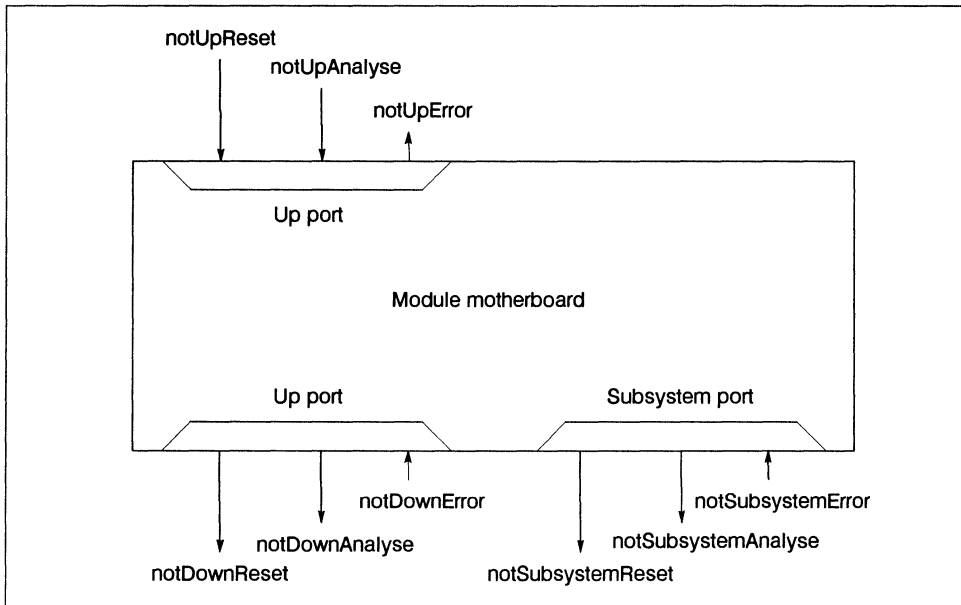 notUpReset
notUpAnalyse
notUpError
Up port
Module motherboard
Up port
Subsystem port
notDownError
notSubsystemError
notDownAnalyse
notSubsystemAnalyse
notDownReset
notSubsystemReset